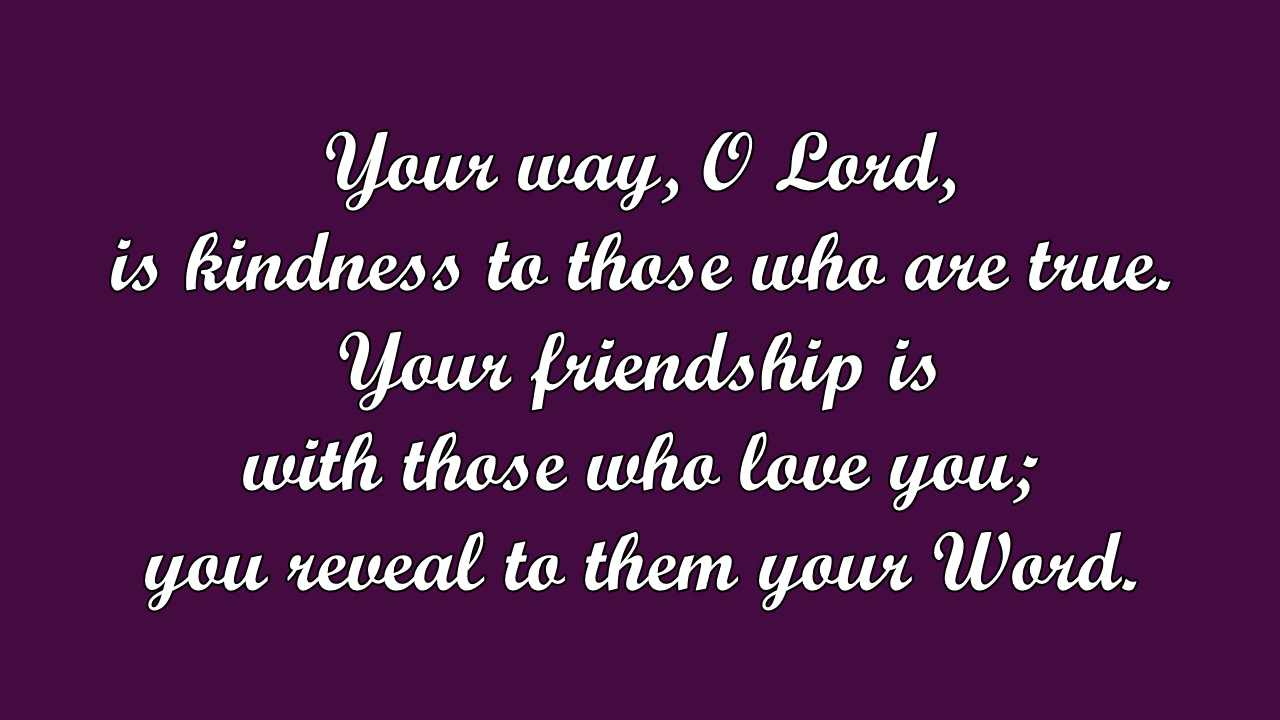 Your way, O Lord,
is kindness to those who are true.
Your friendship is
with those who love you;
you reveal to them your Word.